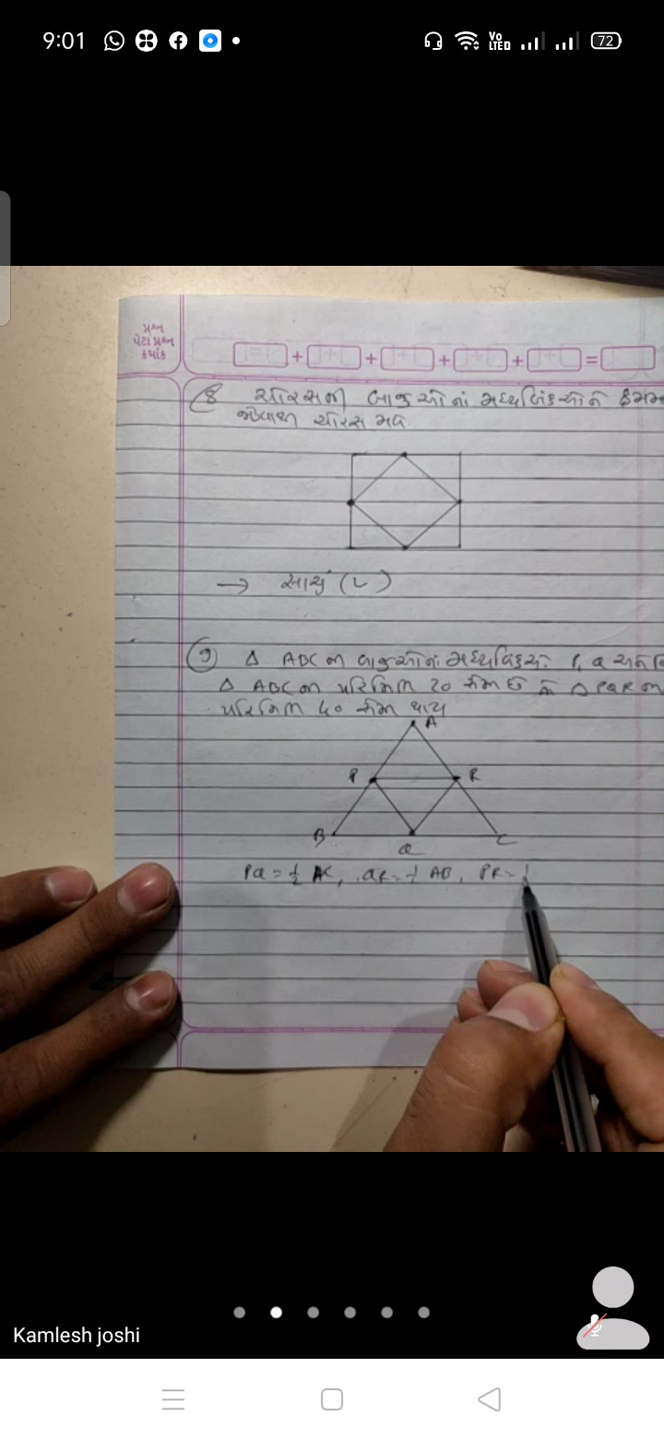 9:01
Vo
LTED
72
પ્રશ્ન
પેટા પ્રશ્ન
ક્રમાંક
+ + + + =
8 ચોરસની બાજુઓનાં મધ્યબિંદુઓને
જોડવાથી ચોરસ મળે.
→ સાચું (✓)
9 Δ ABC ના બાજુઓના મધ્યબિંદુઓ P, Q અને
Δ ABC ની પરિમિતિ 20 સેમી છે Δ PQR ની
પરિમિતિ 40 સેમી થાય
A
P R
B C
Q
PQ = ½ AC, QR = ½ AB, PR =
Kamlesh joshi